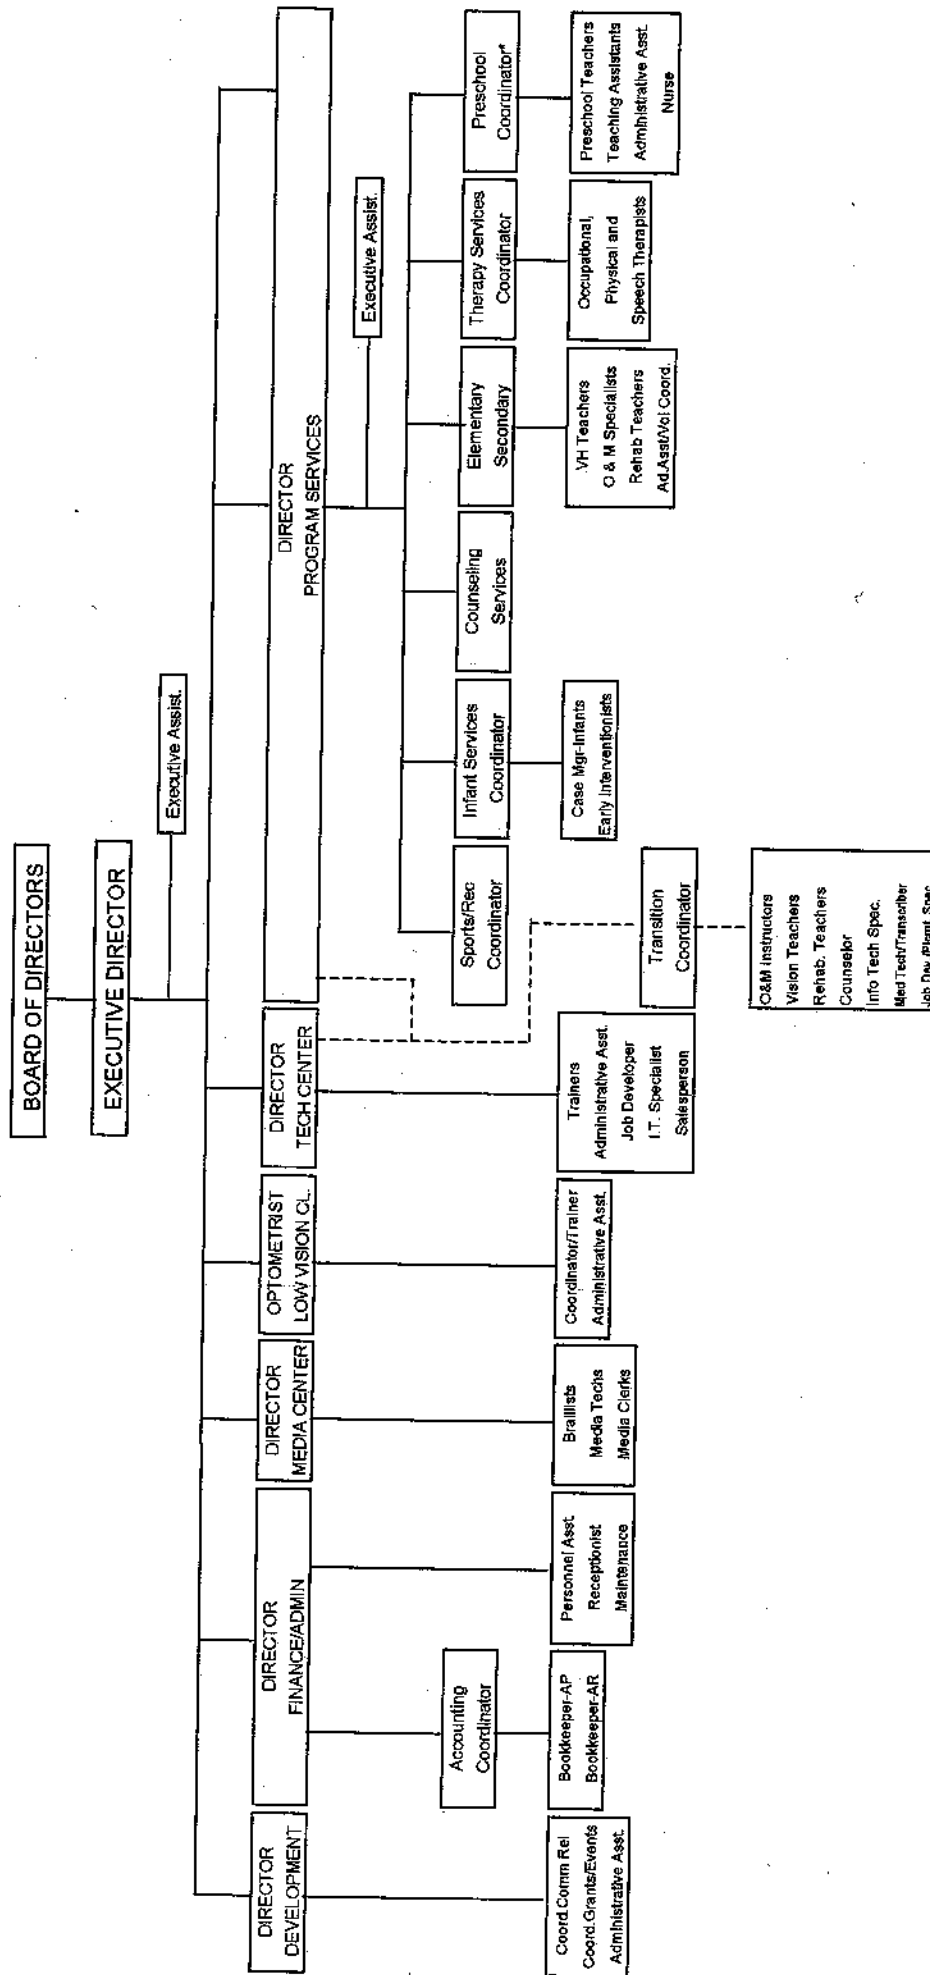 BOARD OF DIRECTORS
EXECUTIVE DIRECTOR
Executive Assist.
DIRECTOR
DEVELOPMENT
DIRECTOR
FINANCE/ADMIN
DIRECTOR
MEDIA CENTER
OPTOMETRIST
LOW VISION CL.
DIRECTOR
TECH CENTER
DIRECTOR
PROGRAM SERVICES
Executive Assist.
Accounting
Coordinator
Sports/Rec
Coordinator
Infant Services
Coordinator
Counseling
Services
Elementary
Secondary
Therapy Services
Coordinator
Preschool
Coordinator*
Coord.Comm Rel
Coord.Grants/Events
Administrative Asst.
Bookkeeper-AP
Bookkeeper-AR
Personnel Asst.
Receptionist
Maintenance
Braillists
Media Techs
Media Clerks
Coordinator/Trainer
Administrative Asst.
Trainers
Administrative Asst.
Job Developer
I.T. Specialist
Salesperson
Case Mgr-Infants
Early Interventionists
VH Teachers
O & M Specialists
Rehab Teachers
Ad.Asst/Vol Coord.
Occupational,
Physical and
Speech Therapists
Preschool Teachers
Teaching Assistants
Administrative Asst.
Nurse
Transition
Coordinator
O&M Instructors
Vision Teachers
Rehab. Teachers
Counselor
Info Tech Spec.
Med Tech/Transcriber
Job Dev./Plcmt. Spec